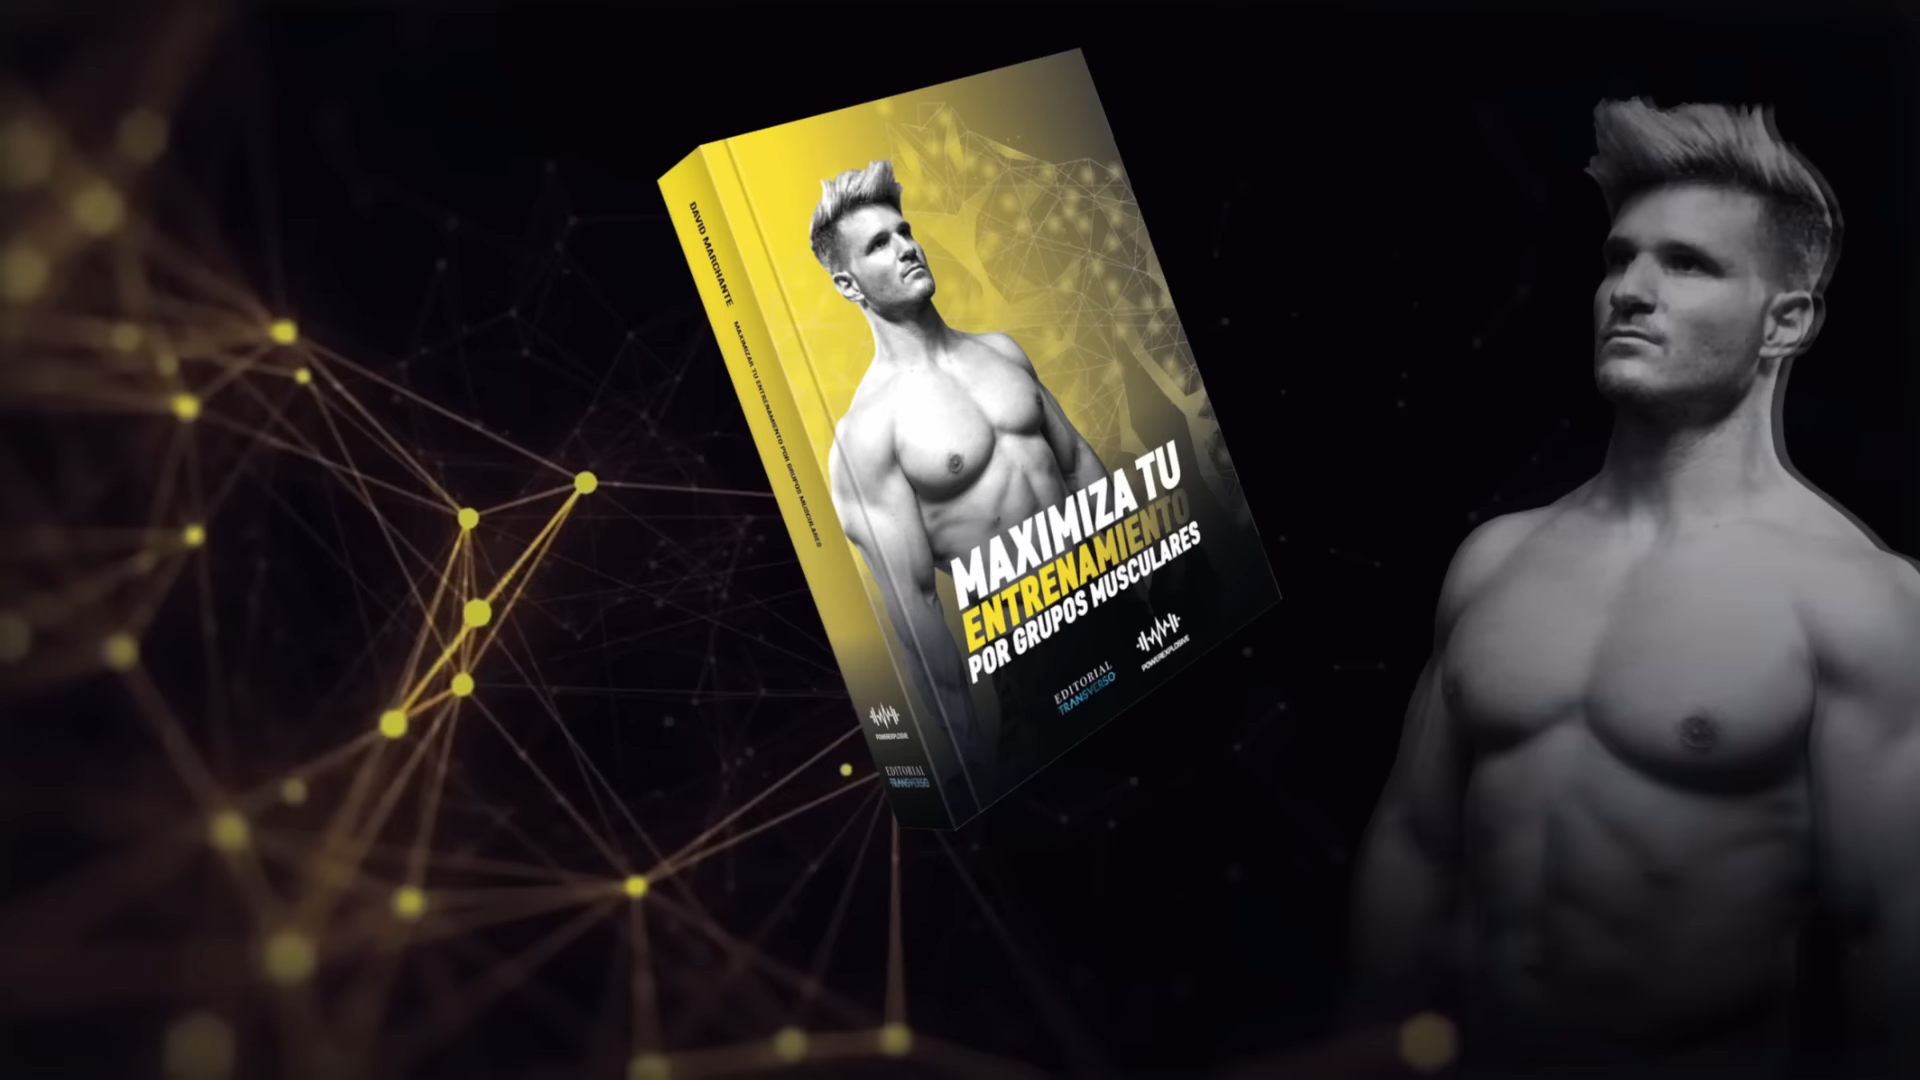 DAVID MARCHANTE MAXIMIZAR TU ENTRENAMIENTO POR GRUPOS MUSCULARES
POWEREXPLOSIVE
EDITORIAL
TRANSVERSO
MAXIMIZA TU
ENTRENAMIENTO
POR GRUPOS MUSCULARES
EDITORIAL
TRANSVERSO
POWEREXPLOSIVE